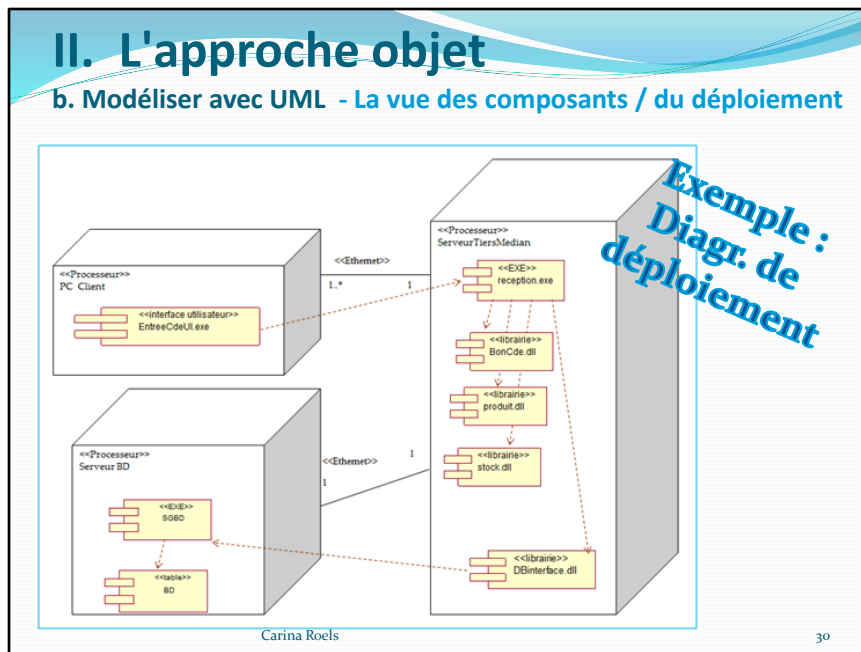 II. L'approche objet
b. Modéliser avec UML - La vue des composants / du déploiement
Exemple :
Diagr. de
déploiement
<<Processeur>>
PC Client
<<interface utilisateur>>
EntreeCdeUI.exe
<<Ethernet>>
1..*
1
<<Processeur>>
ServeurTiersMedian
<<EXE>>
reception.exe
<<librairie>>
BonCde.dll
<<librairie>>
produit.dll
<<librairie>>
stock.dll
<<librairie>>
DBinterface.dll
<<Processeur>>
Serveur BD
<<Ethernet>>
1
1
<<EXE>>
SGBD
<<table>>
BD
Carina Roels
30